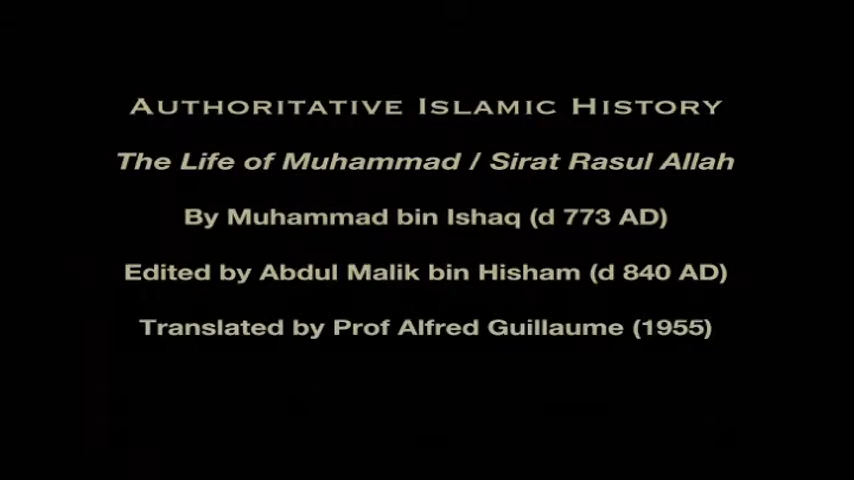 AUTHORITATIVE ISLAMIC HISTORY
The Life of Muhammad / Sirat Rasul Allah
By Muhammad bin Ishaq (d 773 AD)
Edited by Abdul Malik bin Hisham (d 840 AD)
Translated by Prof Alfred Guillaume (1955)